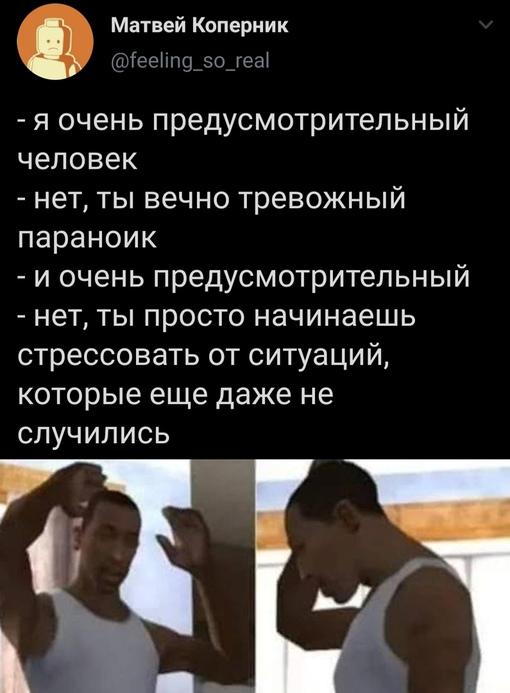 Матвей Коперник
@feeling_so_real
- я очень предусмотрительный
человек
- нет, ты вечно тревожный
параноик
- и очень предусмотрительный
- нет, ты просто начинаешь
стрессовать от ситуаций,
которые еще даже не
случились